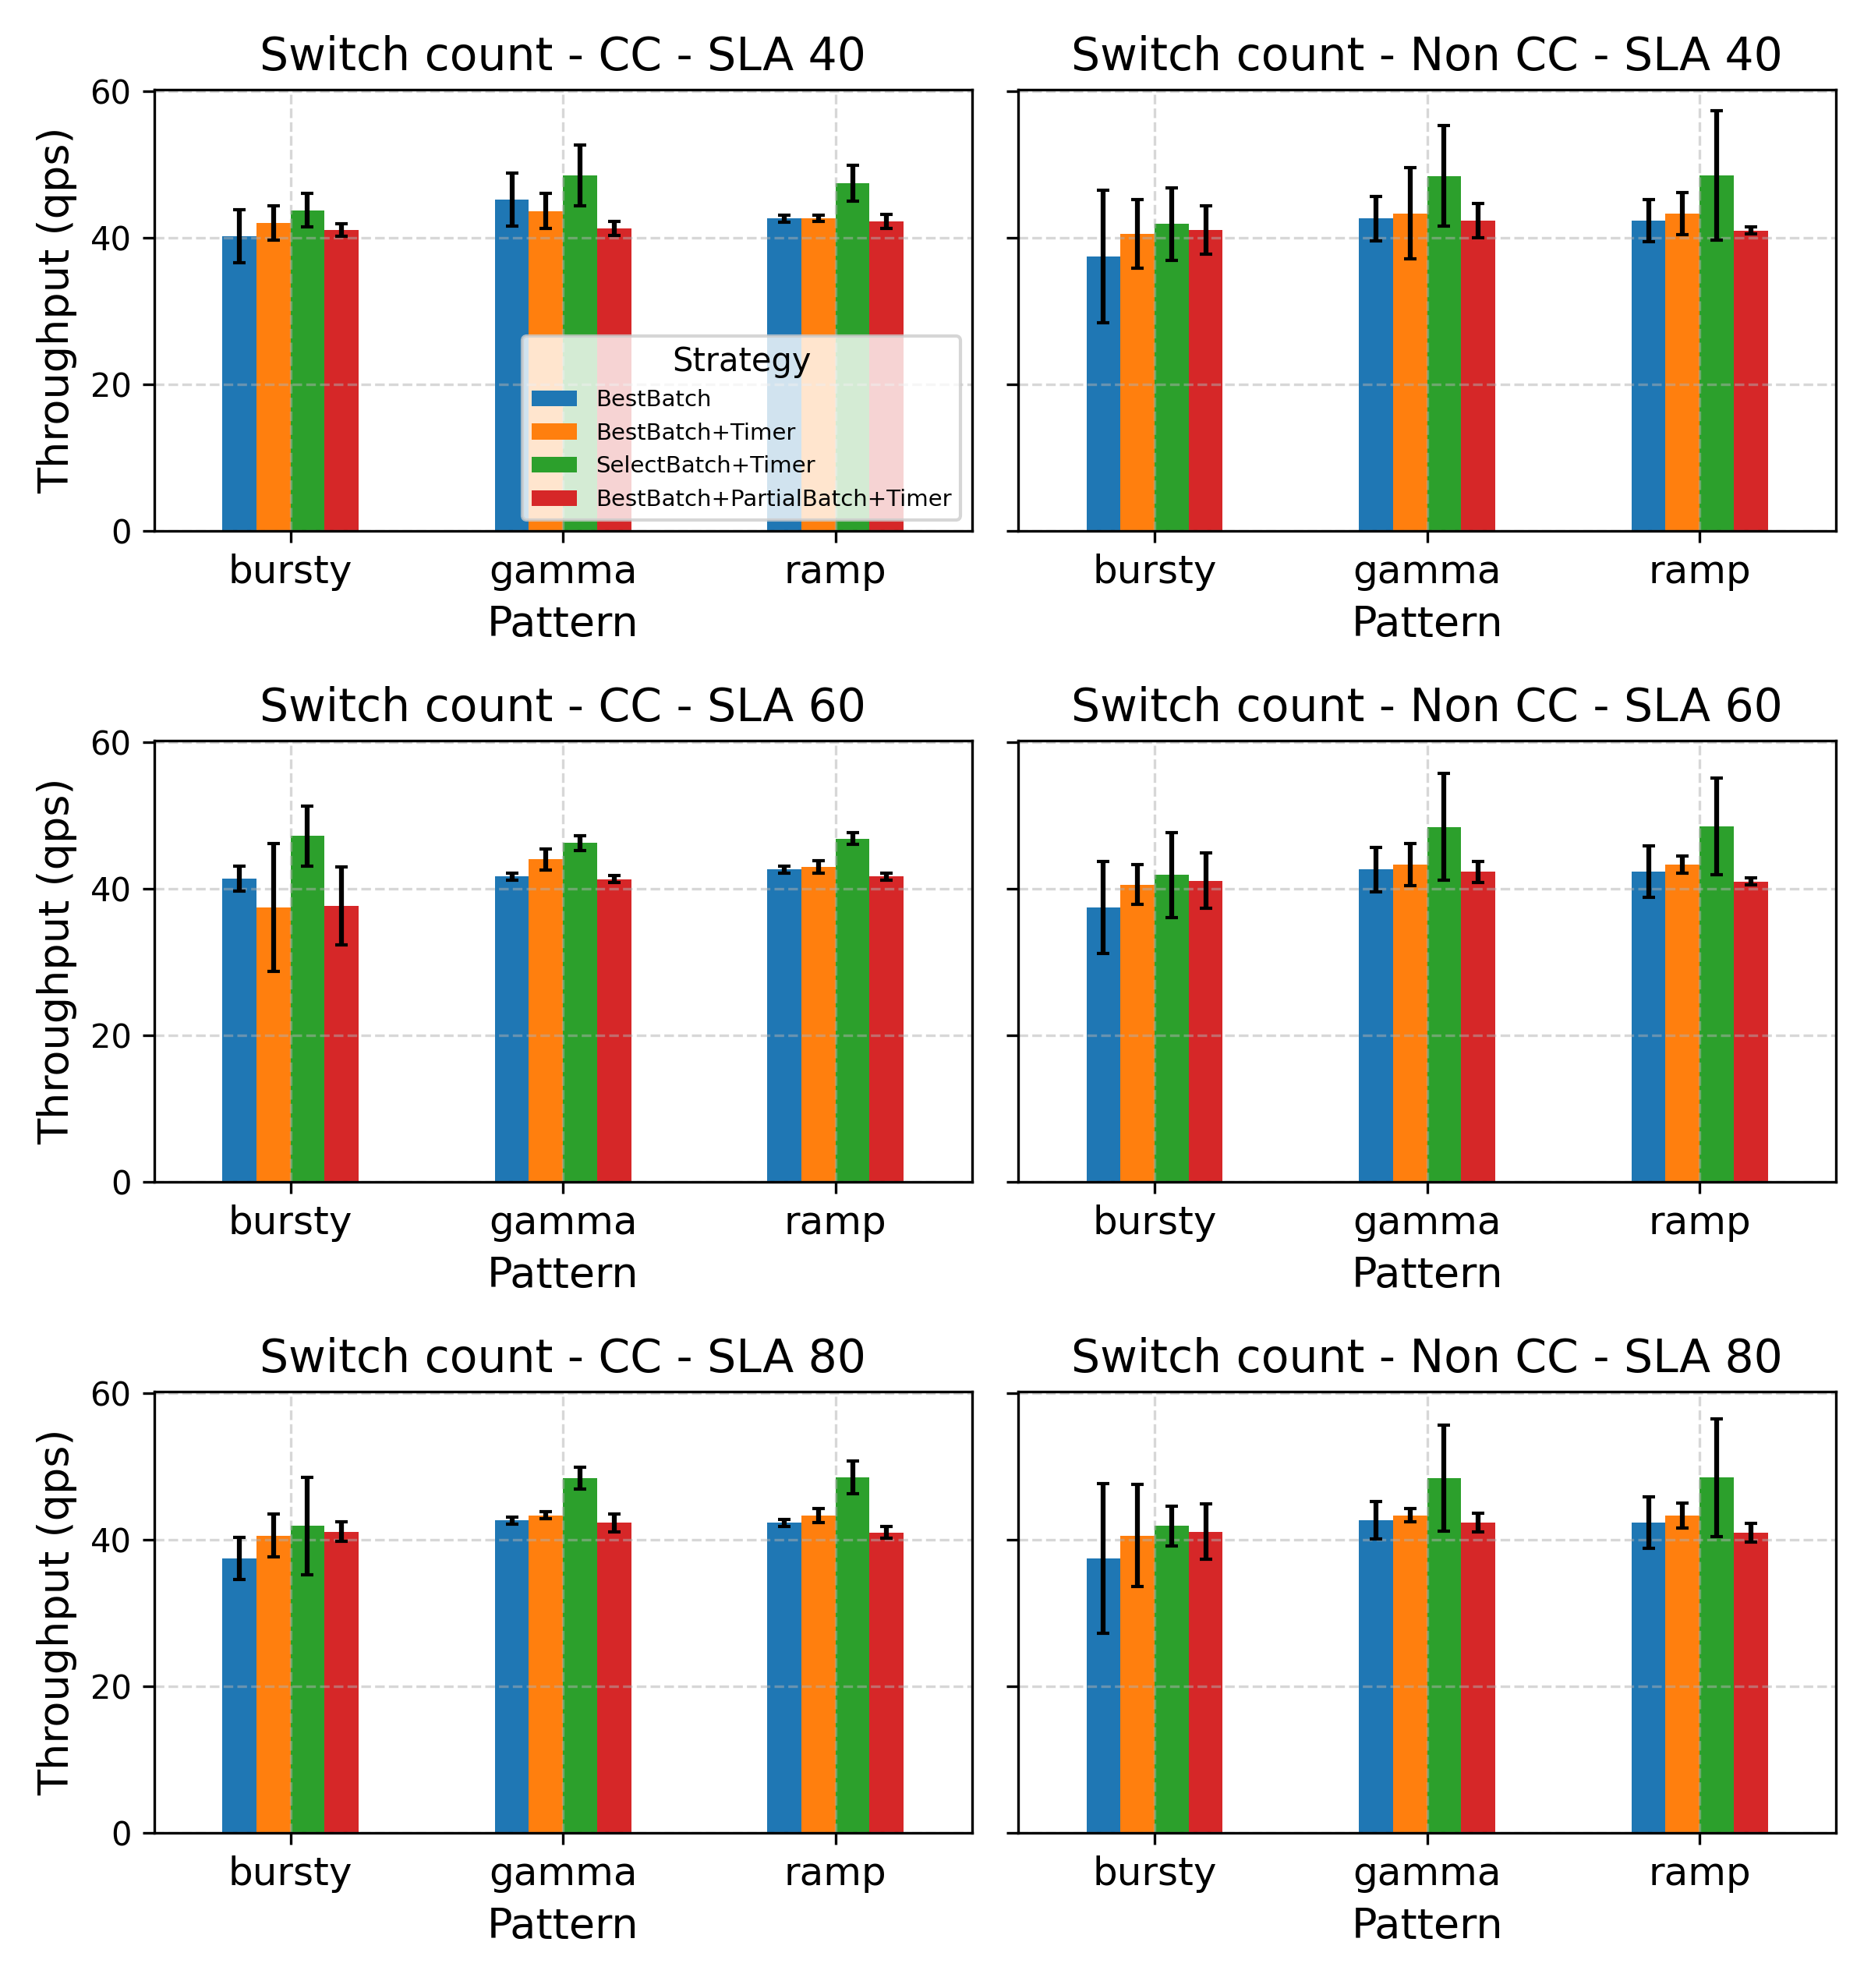 Switch count - CC - SLA 40
Throughput (qps)
60
40
20
0
Strategy
BestBatch
BestBatch+Timer
SelectBatch+Timer
BestBatch+PartialBatch+Timer
bursty gamma ramp
Pattern
Switch count - Non CC - SLA 40
bursty gamma ramp
Pattern
Switch count - CC - SLA 60
Throughput (qps)
60
40
20
0
bursty gamma ramp
Pattern
Switch count - Non CC - SLA 60
bursty gamma ramp
Pattern
Switch count - CC - SLA 80
Throughput (qps)
60
40
20
0
bursty gamma ramp
Pattern
Switch count - Non CC - SLA 80
bursty gamma ramp
Pattern